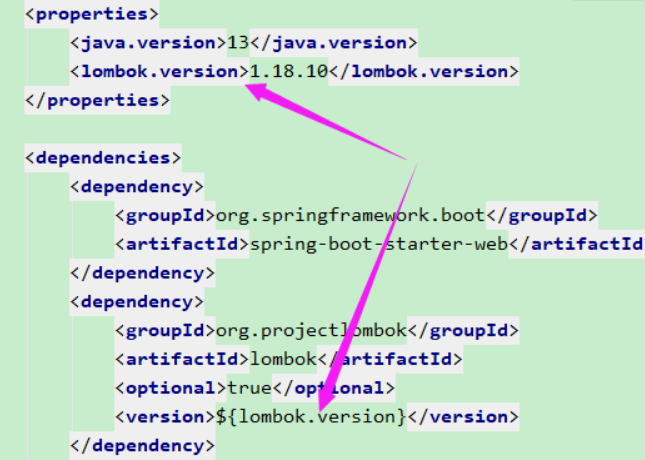 <properties>
<java.version>13</java.version>
<lombok.version>1.18.10</lombok.version>
</properties>
<dependencies>
<dependency>
<groupId>org.springframework.boot</groupId>
<artifactId>spring-boot-starter-web</artifactId
</dependency>
<dependency>
<groupId>org.projectlombok</groupId>
<artifactId>lombok</artifactId>
<optional>true</optional>
<version>${lombok.version}</version>
</dependency>